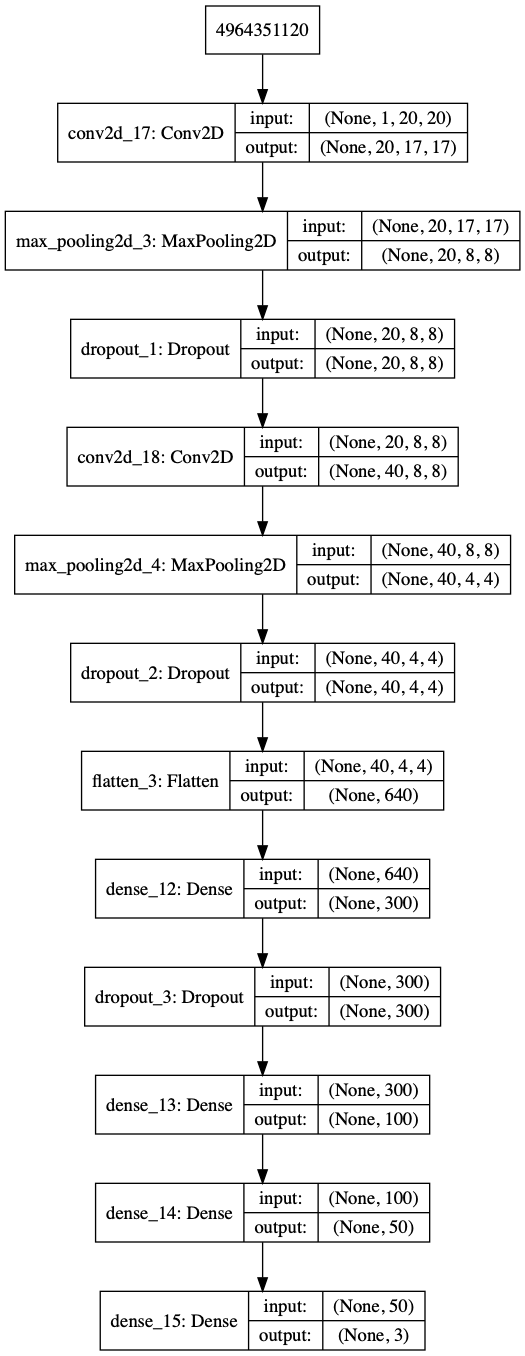 4964351120
conv2d_17: Conv2D
input: (None, 1, 20, 20)
output: (None, 20, 17, 17)
max_pooling2d_3: MaxPooling2D
input: (None, 20, 17, 17)
output: (None, 20, 8, 8)
dropout_1: Dropout
input: (None, 20, 8, 8)
output: (None, 20, 8, 8)
conv2d_18: Conv2D
input: (None, 20, 8, 8)
output: (None, 40, 8, 8)
max_pooling2d_4: MaxPooling2D
input: (None, 40, 8, 8)
output: (None, 40, 4, 4)
dropout_2: Dropout
input: (None, 40, 4, 4)
output: (None, 40, 4, 4)
flatten_3: Flatten
input: (None, 40, 4, 4)
output: (None, 640)
dense_12: Dense
input: (None, 640)
output: (None, 300)
dropout_3: Dropout
input: (None, 300)
output: (None, 300)
dense_13: Dense
input: (None, 300)
output: (None, 100)
dense_14: Dense
input: (None, 100)
output: (None, 50)
dense_15: Dense
input: (None, 50)
output: (None, 3)